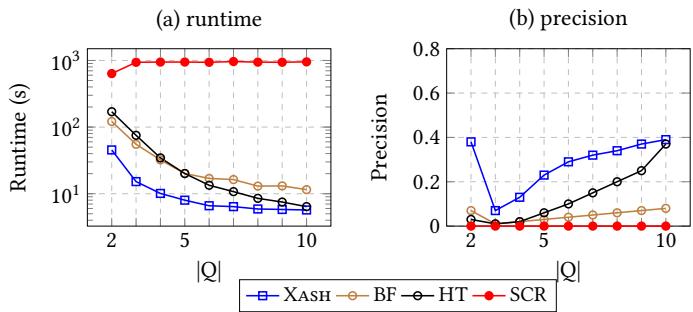 (a) runtime
(b) precision
10³
10²
10¹
Runtime (s)
2 5 10
|Q|
0.8
0.6
0.4
0.2
0
Precision
2 5 10
|Q|
XASH BF HT SCR